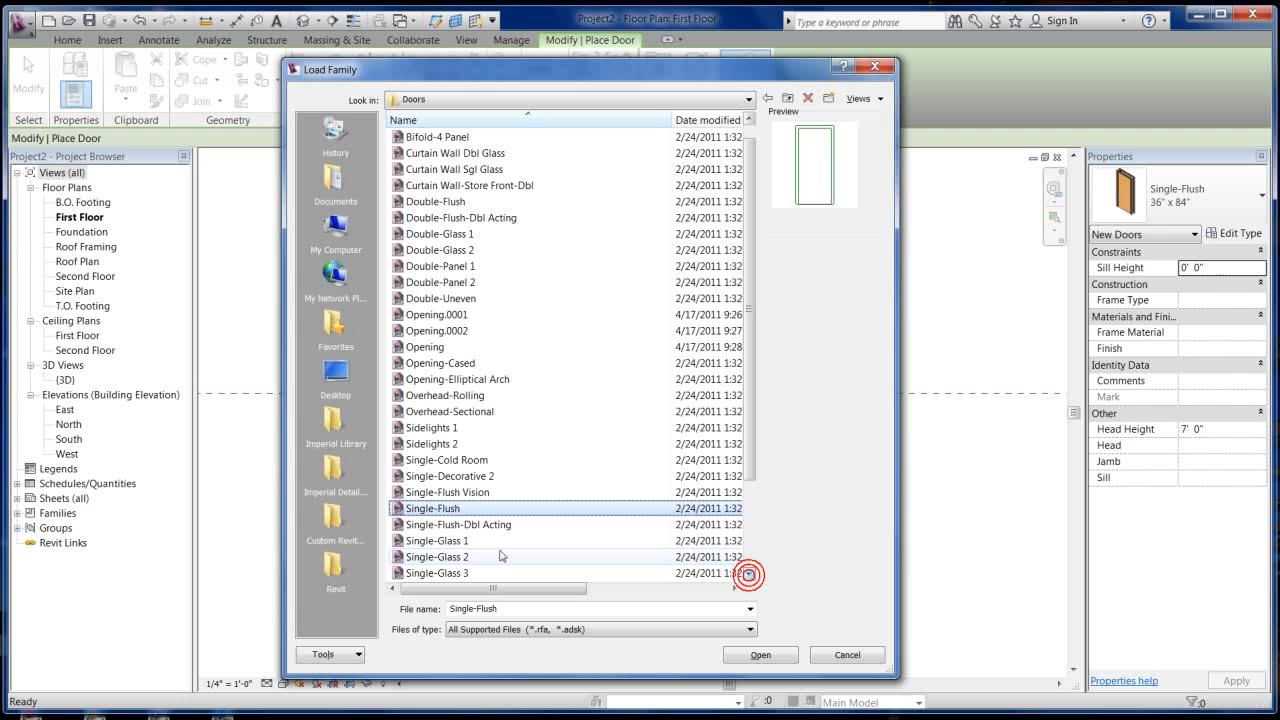 Project2 - Floor Plan: First Floor
Type a keyword or phrase
Sign In
Home Insert Annotate Analyze Structure Massing & Site Collaborate View Manage Modify | Place Door
Modify
Cope
Cut
Join
Paste
Select Properties Clipboard Geometry
Modify | Place Door
Project2 - Project Browser
Views (all)
Floor Plans
B.O. Footing
First Floor
Foundation
Roof Framing
Roof Plan
Second Floor
Site Plan
T.O. Footing
Ceiling Plans
First Floor
Second Floor
3D Views
{3D}
Elevations (Building Elevation)
East
North
South
West
Legends
Schedules/Quantities
Sheets (all)
Families
Groups
Revit Links
Load Family
Look in: Doors
Views
Preview
History
Documents
My Computer
My Network Pl...
Favorites
Desktop
Imperial Library
Imperial Detai...
Custom Revit...
Revit
Name Date modified
Bifold-4 Panel 2/24/2011 1:32
Curtain Wall Dbl Glass 2/24/2011 1:32
Curtain Wall Sgl Glass 2/24/2011 1:32
Curtain Wall-Store Front-Dbl 2/24/2011 1:32
Double-Flush 2/24/2011 1:32
Double-Flush-Dbl Acting 2/24/2011 1:32
Double-Glass 1 2/24/2011 1:32
Double-Glass 2 2/24/2011 1:32
Double-Panel 1 2/24/2011 1:32
Double-Panel 2 2/24/2011 1:32
Double-Uneven 2/24/2011 1:32
Opening.0001 4/17/2011 9:26
Opening.0002 4/17/2011 9:27
Opening 4/17/2011 9:28
Opening-Cased 2/24/2011 1:32
Opening-Elliptical Arch 2/24/2011 1:32
Overhead-Rolling 2/24/2011 1:32
Overhead-Sectional 2/24/2011 1:32
Sidelights 1 2/24/2011 1:32
Sidelights 2 2/24/2011 1:32
Single-Cold Room 2/24/2011 1:32
Single-Decorative 2 2/24/2011 1:32
Single-Flush Vision 2/24/2011 1:32
Single-Flush 2/24/2011 1:32
Single-Flush-Dbl Acting 2/24/2011 1:32
Single-Glass 1 2/24/2011 1:32
Single-Glass 2 2/24/2011 1:32
Single-Glass 3 2/24/2011 1:32
File name: Single-Flush
Files of type: All Supported Files (*.rfa, *.adsk)
Tools Open Cancel
Properties
Single-Flush
36" x 84"
New Doors Edit Type
Constraints
Sill Height 0' 0"
Construction
Frame Type
Materials and Fini...
Frame Material
Finish
Identity Data
Comments
Mark
Other
Head Height 7' 0"
Head
Jamb
Sill
Properties help Apply
1/4" = 1'-0"
Ready
:0
Main Model
:0